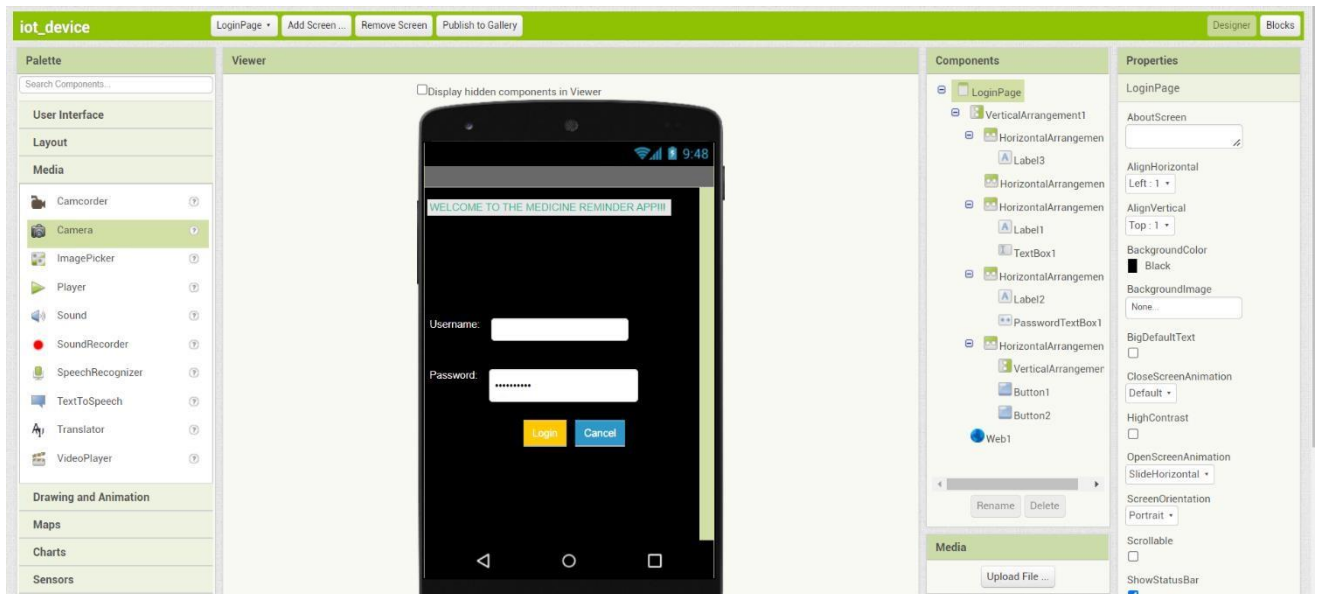 iot_device
LoginPage
Add Screen ...
Remove Screen
Publish to Gallery
Designer
Blocks
Palette
Search Components...
User Interface
Layout
Media
Camcorder
Camera
ImagePicker
Player
Sound
SoundRecorder
SpeechRecognizer
TextToSpeech
Translator
VideoPlayer
Drawing and Animation
Maps
Charts
Sensors
Viewer
Display hidden components in Viewer
9:48
WELCOME TO THE MEDICINE REMINDER APP!!!
Username:
Password:
Login
Cancel
Components
LoginPage
VerticalArrangement1
HorizontalArrangemen
Label3
HorizontalArrangemen
HorizontalArrangemen
Label1
TextBox1
HorizontalArrangemen
Label2
PasswordTextBox1
HorizontalArrangemen
VerticalArrangemer
Button1
Button2
Web1
Rename
Delete
Media
Upload File ...
Properties
LoginPage
AboutScreen
AlignHorizontal
Left : 1
AlignVertical
Top : 1
BackgroundColor
Black
BackgroundImage
None...
BigDefaultText
CloseScreenAnimation
Default
HighContrast
OpenScreenAnimation
SlideHorizontal
ScreenOrientation
Portrait
Scrollable
ShowStatusBar